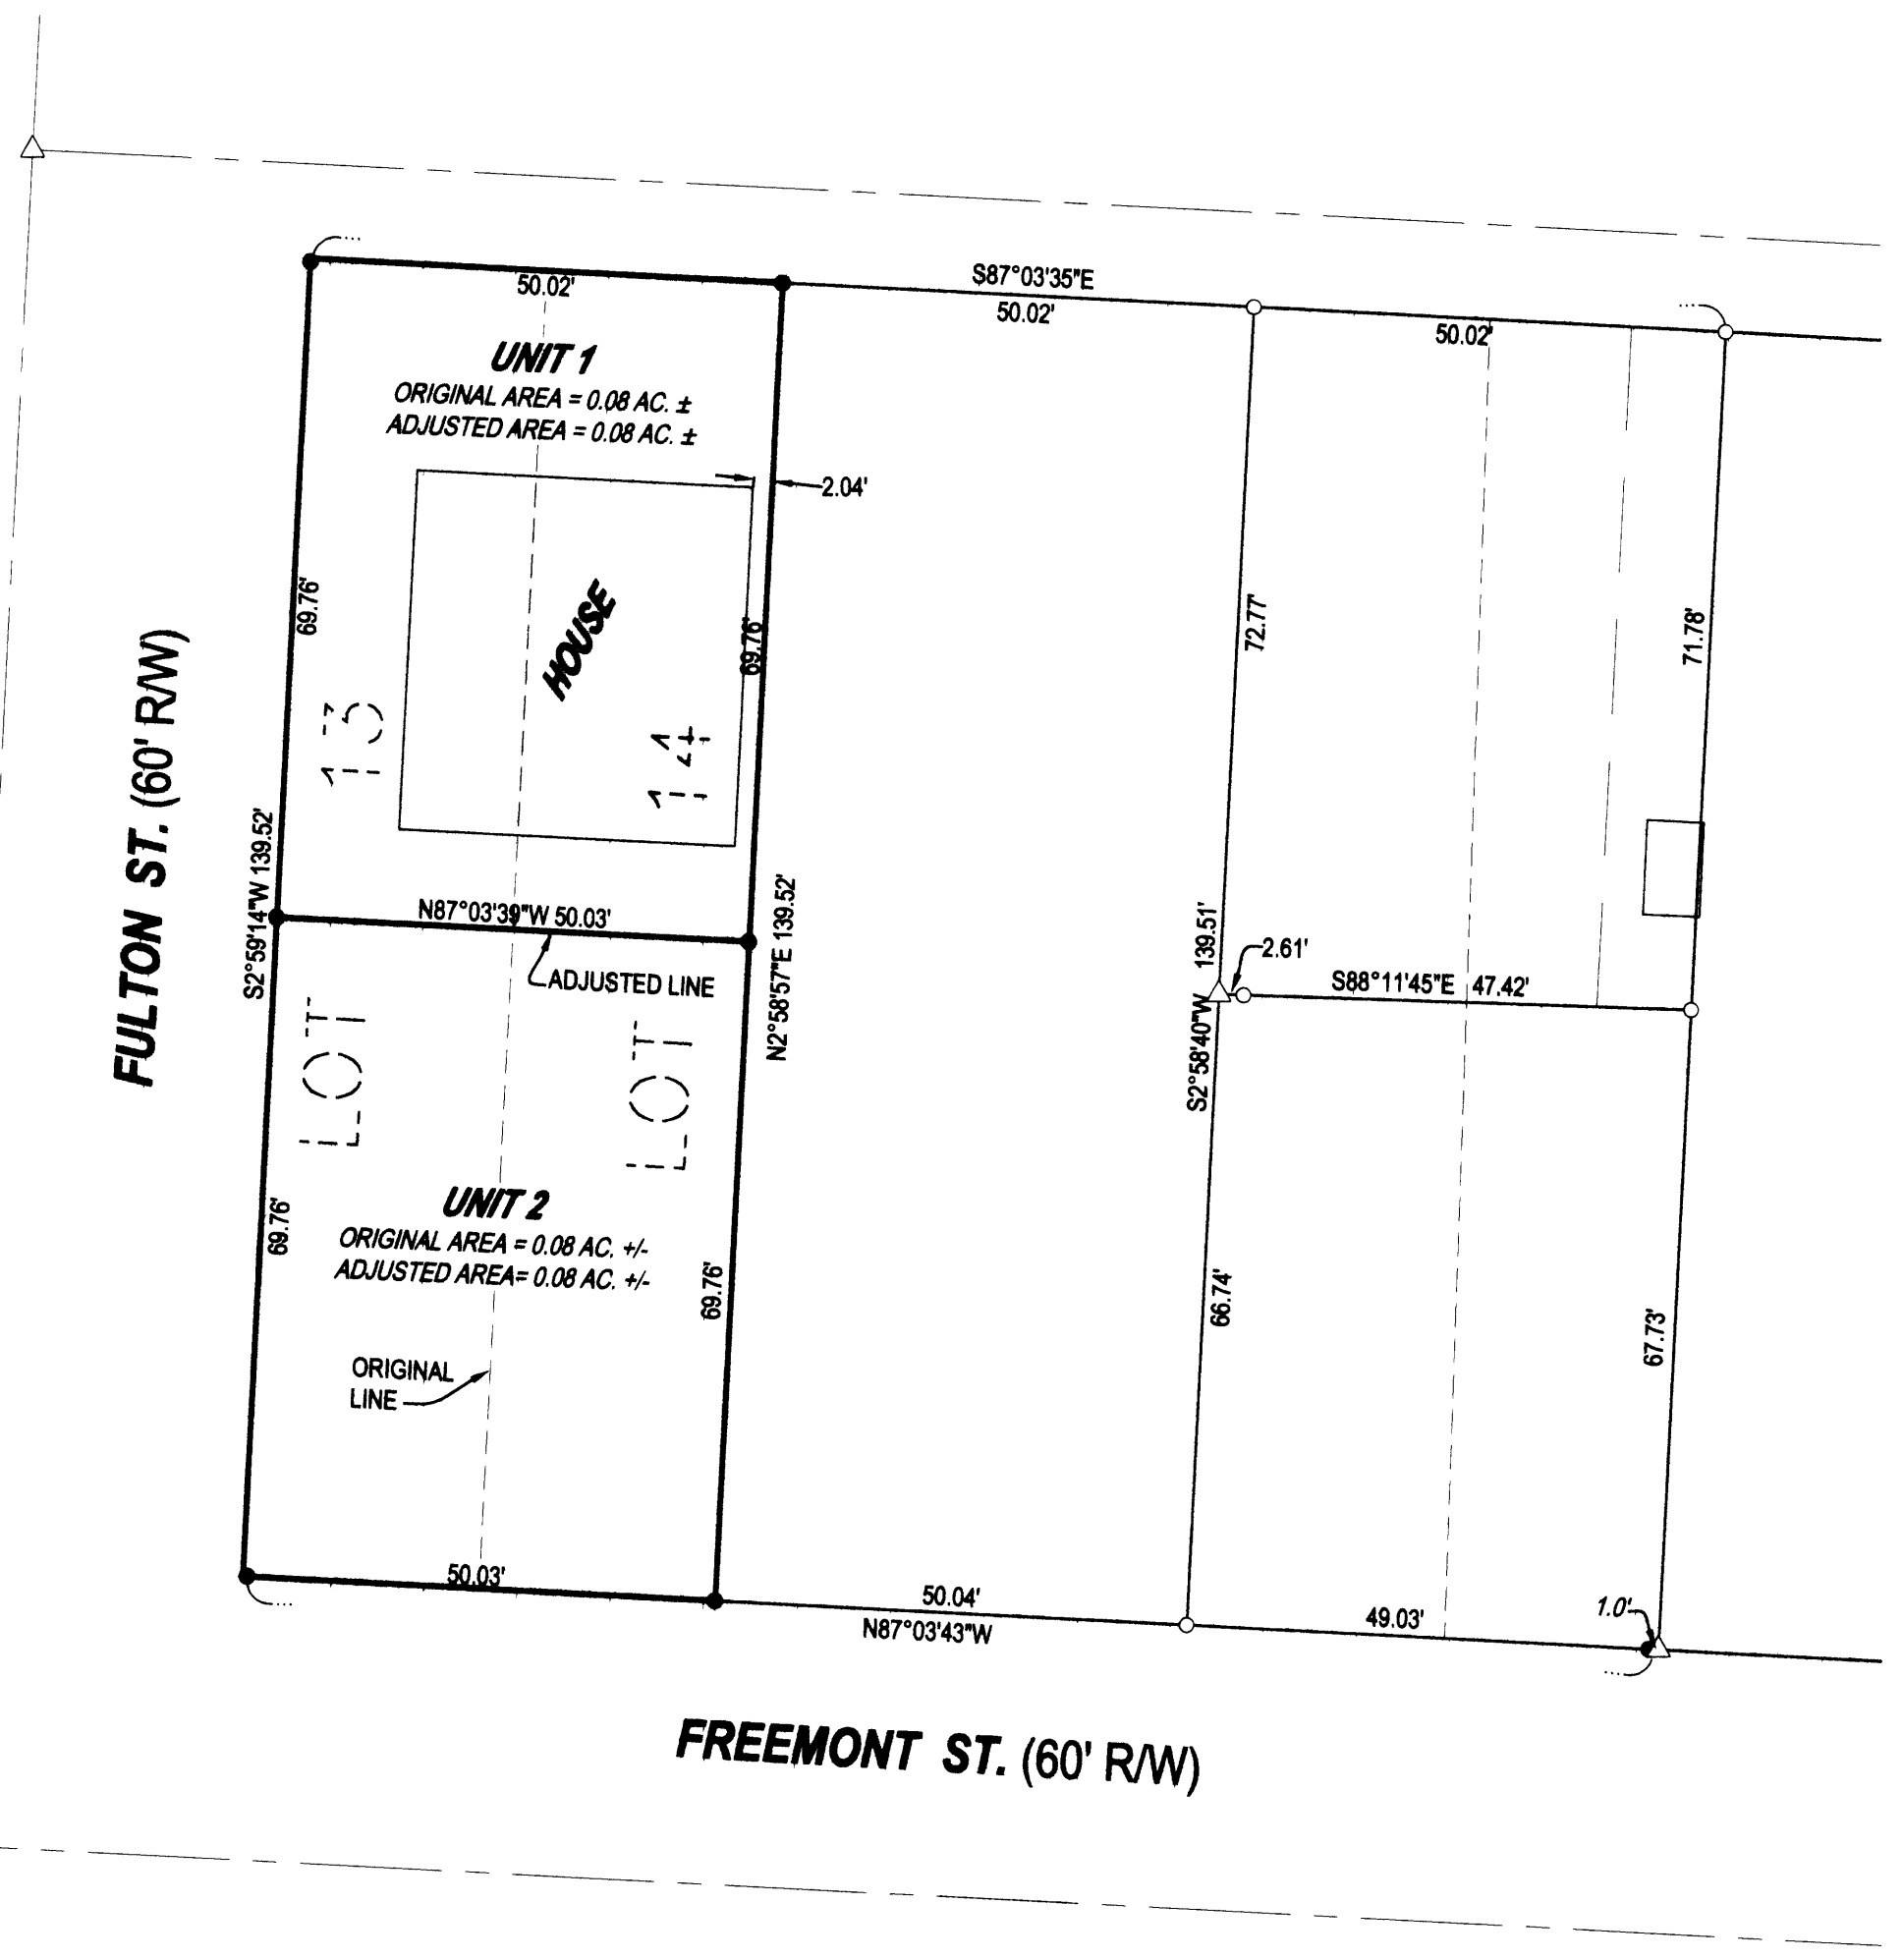 S87°03'35"E
50.02'
50.02'
50.02'
UNIT 1
ORIGINAL AREA = 0.08 AC. ±
ADJUSTED AREA = 0.08 AC. ±
2.04'
HOUSE
69.76'
69.76'
72.77'
71.78'
FULTON ST. (60' R/W)
LOT 13
LOT 14
S2°59'14"W 139.52'
N87°03'39"W 50.03'
ADJUSTED LINE
N2°58'57"E 139.52'
S2°58'40"W 139.51'
2.61'
S88°11'45"E 47.42'
UNIT 2
ORIGINAL AREA = 0.08 AC. +/-
ADJUSTED AREA= 0.08 AC. +/-
69.76'
69.76'
66.74'
67.73'
ORIGINAL
LINE
50.03'
50.04'
N87°03'43"W
49.03'
1.0'
FREEMONT ST. (60' R/W)